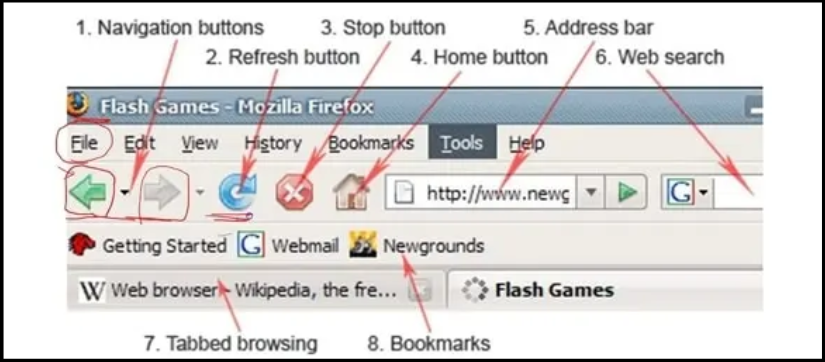 1. Navigation buttons
3. Stop button
5. Address bar
2. Refresh button
4. Home button
6. Web search
Flash Games - Mozilla Firefox
File Edit View History Bookmarks Tools Help
http://www.newg
G
Getting Started G Webmail Newgrounds
W Web browser - Wikipedia, the fre... Flash Games
7. Tabbed browsing
8. Bookmarks